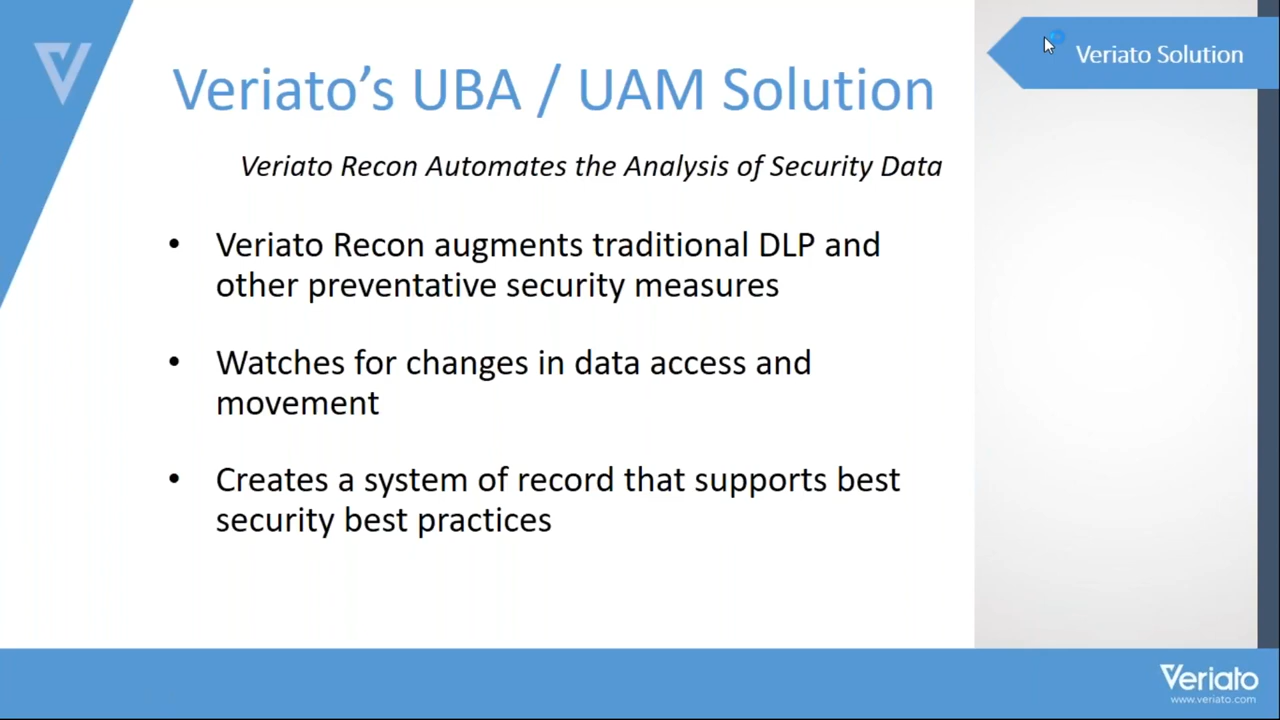 Veriato Solution
Veriato's UBA / UAM Solution
Veriato Recon Automates the Analysis of Security Data
• Veriato Recon augments traditional DLP and
other preventative security measures
• Watches for changes in data access and
movement
• Creates a system of record that supports best
security best practices
Veriato
www.veriato.com